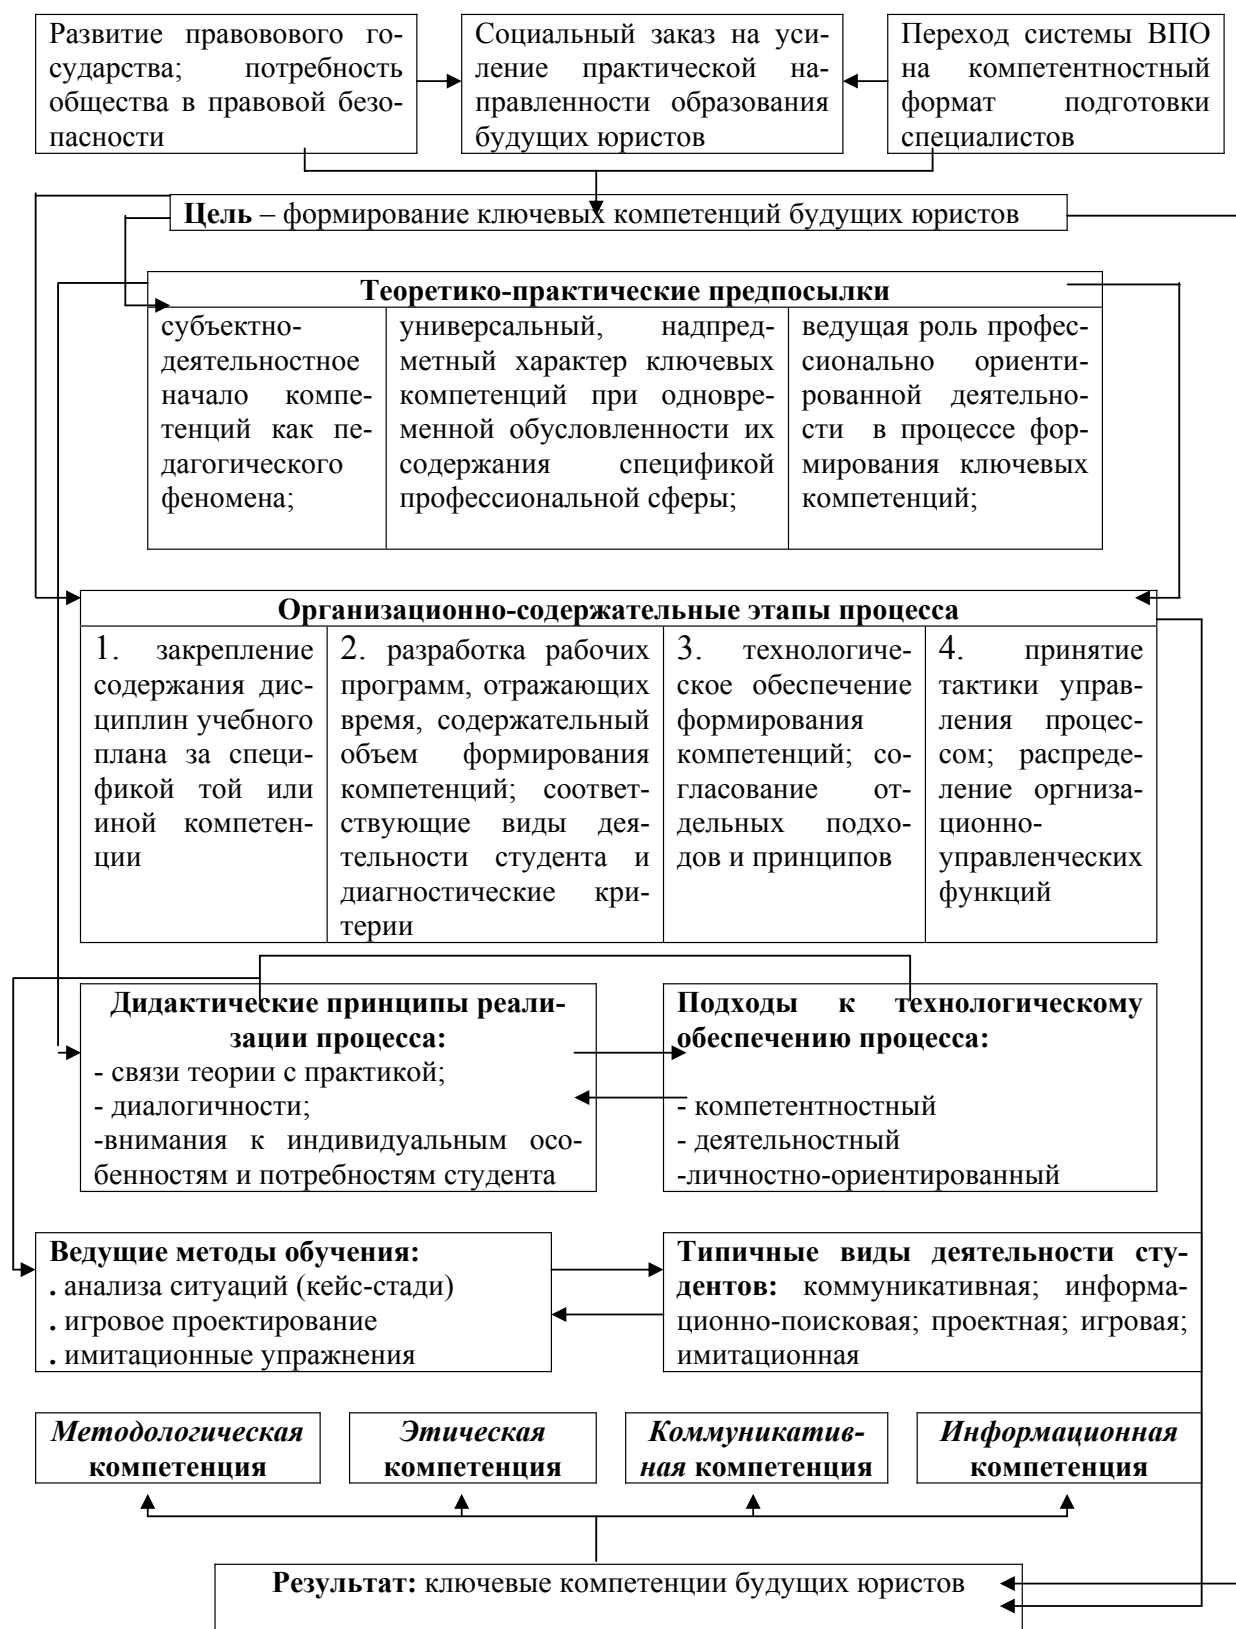 Развитие правовового го-
сударства; потребность
общества в правовой безо-
пасности
Социальный заказ на уси-
ление практической на-
правленности образования
будущих юристов
Переход системы ВПО
на компетентностный
формат подготовки
специалистов
Цель – формирование ключевых компетенций будущих юристов
Теоретико-практические предпосылки
субъектно-
деятельностное
начало компе-
тенций как пе-
дагогического
феномена;
универсальный, надпред-
метный характер ключевых
компетенций при одновре-
менной обусловленности их
содержания спецификой
профессиональной сферы;
ведущая роль профес-
сионально ориенти-
рованной деятельно-
сти в процессе фор-
мирования ключевых
компетенций;
Организационно-содержательные этапы процесса
1. закрепление
содержания дис-
циплин учебного
плана за специ-
фикой той или
иной компетен-
ции
2. разработка рабочих
программ, отражающих
время, содержательный
объем формирования
компетенций; соответ-
ствующие виды дея-
тельности студента и
диагностические кри-
терии
3. технологиче-
ское обеспечение
формирования
компетенций; со-
гласование от-
дельных подхо-
дов и принципов
4. принятие
тактики управ-
ления процес-
сом; распреде-
ление оргниза-
ционно-
управленческих
функций
Дидактические принципы реали-
зации процесса:
- связи теории с практикой;
- диалогичности;
-внимания к индивидуальным осо-
бенностям и потребностям студента
Подходы к технологическому
обеспечению процесса:
- компетентностный
- деятельностный
-личностно-ориентированный
Ведущие методы обучения:
. анализа ситуаций (кейс-стади)
. игровое проектирование
. имитационные упражнения
Типичные виды деятельности сту-
дентов: коммуникативная; информа-
ционно-поисковая; проектная; игровая;
имитационная
Методологическая
компетенция
Этическая
компетенция
Коммуникатив-
ная компетенция
Информационная
компетенция
Результат: ключевые компетенции будущих юристов